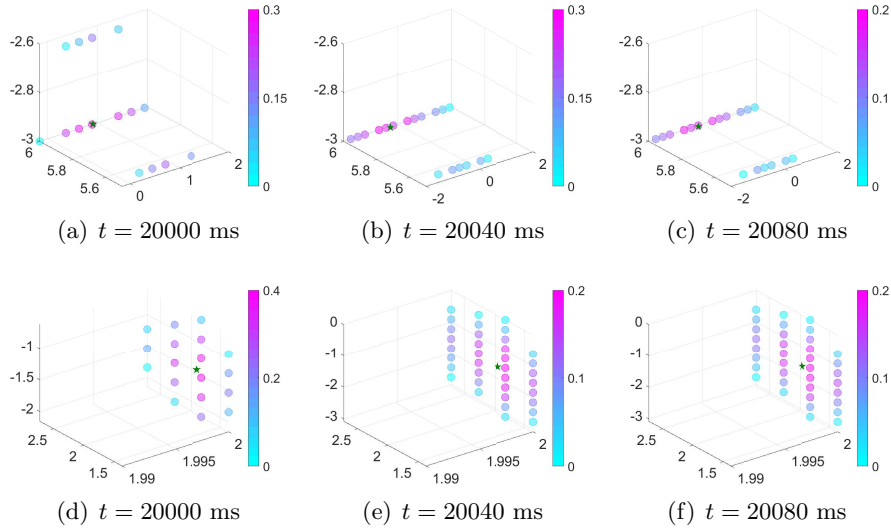 -2.6 0.3 -2.6 0.3 -2.6 0.2
-2.8 -2.8 -2.8
0.15 0.15 0.1
-3 -3 -3
6 2 6 2 6 2
5.8 1 5.8 0 5.8 0
5.6 0 0 5.6 -2 0 5.6 -2 0
(a) t = 20000 ms (b) t = 20040 ms (c) t = 20080 ms
0.4 0.2 0.2
0 0
-1 -1 -1
-1.5 0.2 -2 0.1 -2 0.1
-2 -3 -3
2.5 2 2.5 2 2.5 2
2 1.995 2 1.995 2 1.995
1.5 1.99 0 1.5 1.99 0 1.5 1.99 0
(d) t = 20000 ms (e) t = 20040 ms (f) t = 20080 ms